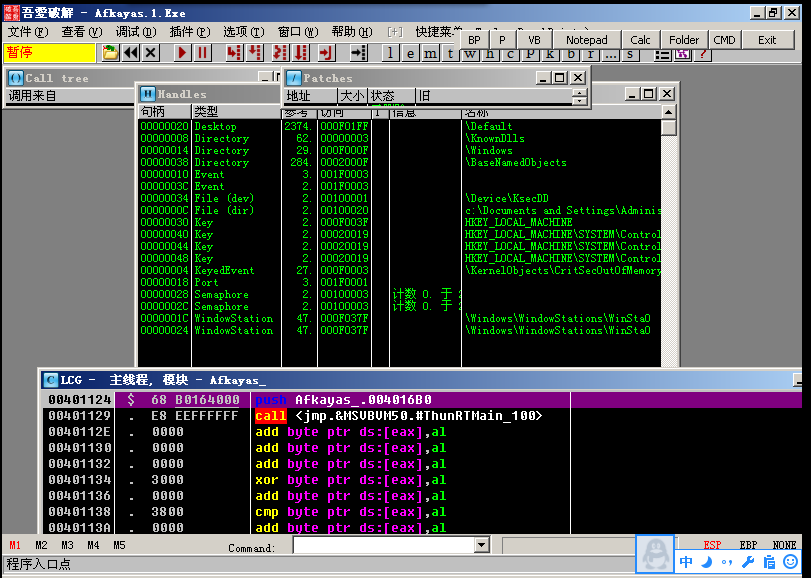 吾爱破解 - Afkayas.1.Exe
文件(F) 查看(V) 调试(D) 插件(P) 选项(T) 窗口(W) 帮助(H) [+] 快捷菜单
BP P VB Notepad Calc Folder CMD Exit
暂停 l e m t w h c P k b r ... s ?
Call tree
调用来自
Patches
地址 大小 状态 旧
Handles
句柄 类型 参考 访问 T 信息 名称
00000020 Desktop 2374. 000F01FF \Default
00000008 Directory 62. 00000003 \KnownDlls
00000014 Directory 29. 000F000F \Windows
00000038 Directory 284. 0002000F \BaseNamedObjects
00000010 Event 3. 001F0003
0000003C Event 2. 001F0003
00000034 File (dev) 2. 00100001 \Device\KsecDD
0000000C File (dir) 2. 00100020 c:\Documents and Settings\Adminis
00000030 Key 2. 000F003F HKEY_LOCAL_MACHINE
00000040 Key 2. 00020019 HKEY_LOCAL_MACHINE\SYSTEM\Control
00000044 Key 2. 00020019 HKEY_LOCAL_MACHINE\SYSTEM\Control
00000048 Key 2. 00020019 HKEY_LOCAL_MACHINE\SYSTEM\Control
00000004 KeyedEvent 27. 000F0003 \KernelObjects\CritSecOutOfMemory
00000018 Port 3. 001F0001
00000028 Semaphore 2. 00100003 计数 0. 于
0000002C Semaphore 2. 00100003 计数 0. 于
0000001C WindowStation 47. 000F037F \Windows\WindowStations\WinSta0
00000024 WindowStation 47. 000F037F \Windows\WindowStations\WinSta0
C LCG - 主线程, 模块 - Afkayas_
00401124 $ 68 B0164000 push Afkayas_.004016B0
00401129 . E8 EEFFFFFF call <jmp.&MSVBVM50.#ThunRTMain_100>
0040112E . 0000 add byte ptr ds:[eax],al
00401130 . 0000 add byte ptr ds:[eax],al
00401132 . 0000 add byte ptr ds:[eax],al
00401134 . 3000 xor byte ptr ds:[eax],al
00401136 . 0000 add byte ptr ds:[eax],al
00401138 . 3800 cmp byte ptr ds:[eax],al
0040113A . 0000 add byte ptr ds:[eax],al
M1 M2 M3 M4 M5 Command: ESP EBP NONE
程序入口点 中